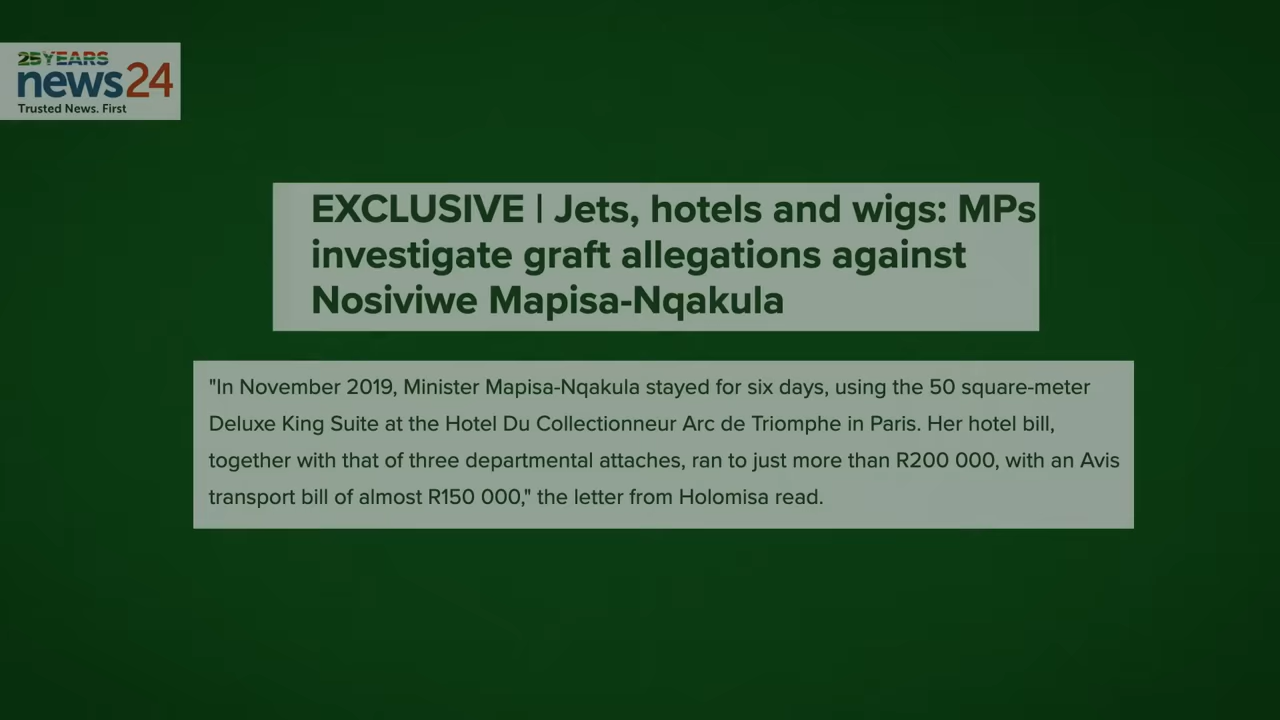 25YEARS
news24
Trusted News. First
EXCLUSIVE | Jets, hotels and wigs: MPs
investigate graft allegations against
Nosiviwe Mapisa-Nqakula
"In November 2019, Minister Mapisa-Nqakula stayed for six days, using the 50 square-meter
Deluxe King Suite at the Hotel Du Collectionneur Arc de Triomphe in Paris. Her hotel bill,
together with that of three departmental attaches, ran to just more than R200 000, with an Avis
transport bill of almost R150 000," the letter from Holomisa read.